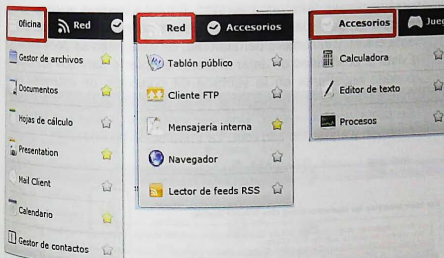 Oficina
Red
Gestor de archivos
Documentos
Hojas de cálculo
Presentation
Mail Client
Calendario
Gestor de contactos
Red
Accesorios
Tablón público
Cliente FTP
Mensajería interna
Navegador
Lector de feeds RSS
Accesorios
Calculadora
Editor de texto
Procesos